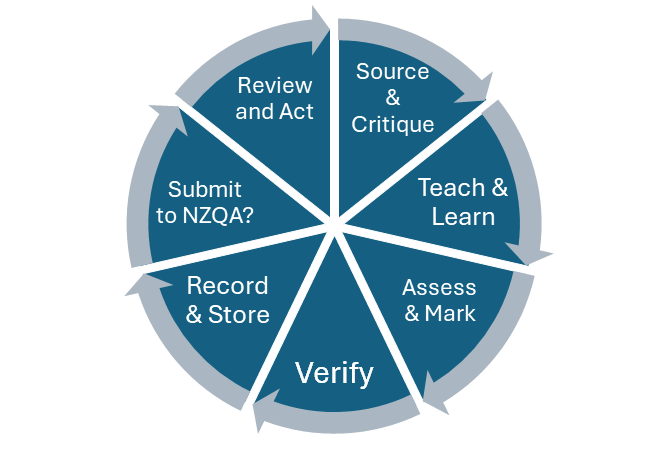 Source
&
Critique
Teach &
Learn
Assess
& Mark
Verify
Record
& Store
Submit
to NZQA?
Review
and Act